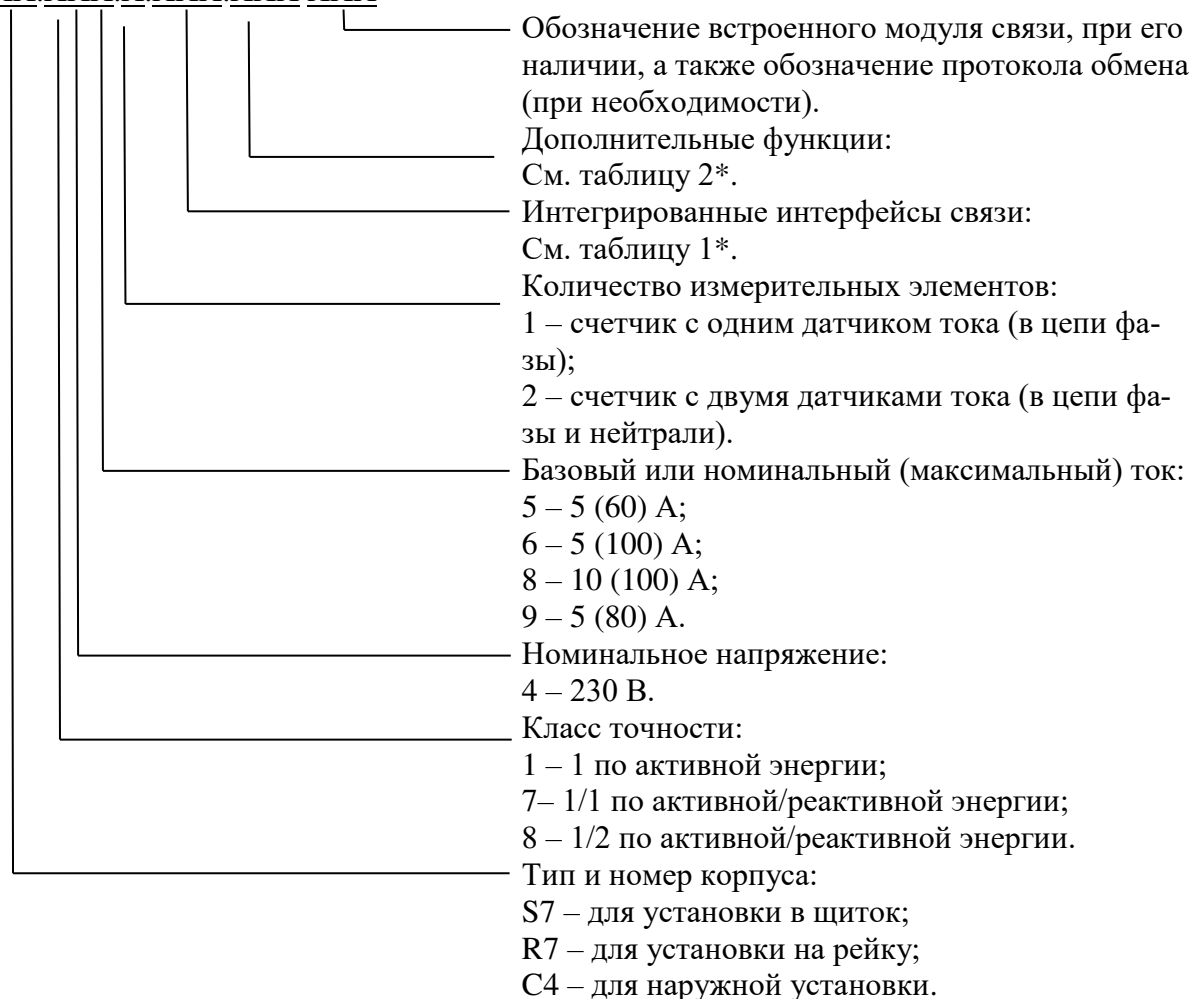 Обозначение встроенного модуля связи, при его
наличии, а также обозначение протокола обмена
(при необходимости).
Дополнительные функции:
См. таблицу 2*.
Интегрированные интерфейсы связи:
См. таблицу 1*.
Количество измерительных элементов:
1 – счетчик с одним датчиком тока (в цепи фа-
зы);
2 – счетчик с двумя датчиками тока (в цепи фа-
зы и нейтрали).
Базовый или номинальный (максимальный) ток:
5 – 5 (60) А;
6 – 5 (100) А;
8 – 10 (100) А;
9 – 5 (80) А.
Номинальное напряжение:
4 – 230 В.
Класс точности:
1 – 1 по активной энергии;
7– 1/1 по активной/реактивной энергии;
8 – 1/2 по активной/реактивной энергии.
Тип и номер корпуса:
S7 – для установки в щиток;
R7 – для установки на рейку;
C4 – для наружной установки.